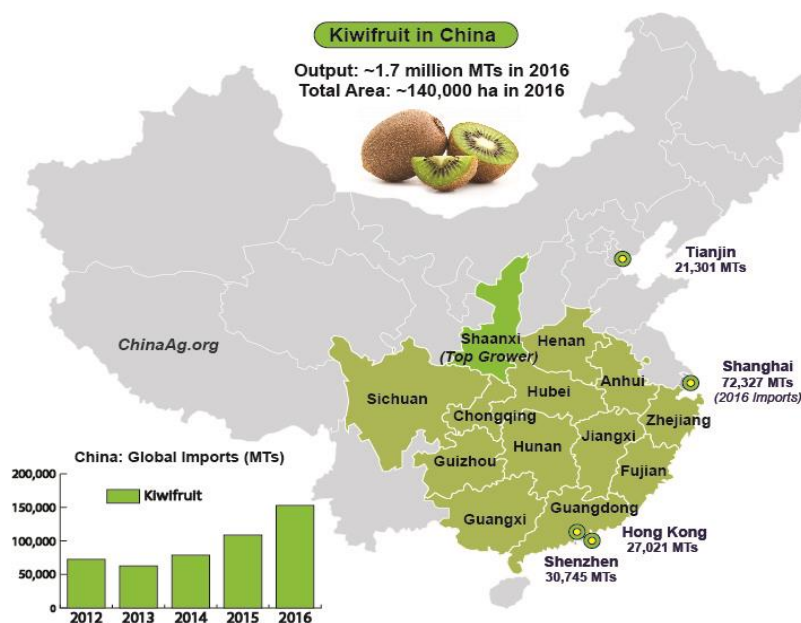 Kiwifruit in China
Output: ~1.7 million MTs in 2016
Total Area: ~140,000 ha in 2016
Tianjin
21,301 MTs
ChinaAg.org
Shaanxi
(Top Grower)
Henan
Shanghai
72,327 MTs
(2016 Imports)
Anhui
Sichuan
Hubei
Chongqing
Zhejiang
Hunan
Jiangxi
Guizhou
Fujian
Guangxi
Guangdong
Hong Kong
27,021 MTs
Shenzhen
30,745 MTs
China: Global Imports (MTs)
Kiwifruit
200,000
150,000
100,000
50,000
0
2012 2013 2014 2015 2016